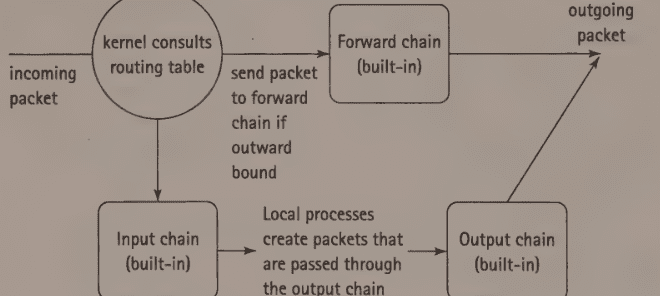 outgoing
packet
kernel consults
routing table
Forward chain
(built-in)
incoming
packet
send packet
to forward
chain if
outward
bound
Input chain
(built-in)
Local processes
create packets that
are passed through
the output chain
Output chain
(built-in)